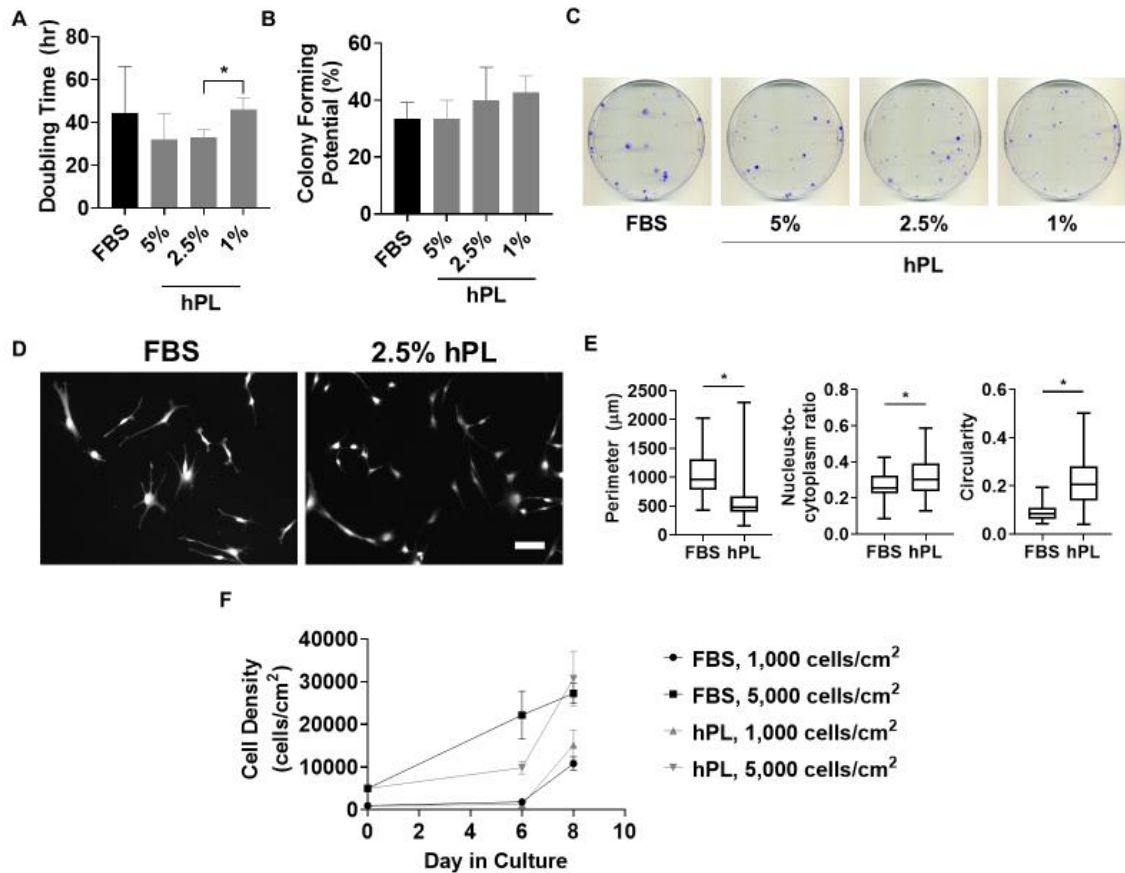 A
Doubling Time (hr)
80
60
40
20
0
FBS
5%
2.5%
1%
*
hPL
B
Colony Forming
Potential (%)
60
40
20
0
FBS
5%
2.5%
1%
hPL
C
FBS
5%
2.5%
1%
hPL
D
FBS
2.5% hPL
E
Perimeter (μm)
2500
2000
1500
1000
500
0
*
FBS hPL
Nucleus-to-
cytoplasm ratio
0.8
0.6
0.4
0.2
0.0
*
FBS hPL
Circularity
0.6
0.4
0.2
0.0
*
FBS hPL
F
Cell Density
(cells/cm²)
40000
30000
20000
10000
0
0 2 4 6 8 10
Day in Culture
FBS, 1,000 cells/cm²
FBS, 5,000 cells/cm²
hPL, 1,000 cells/cm²
hPL, 5,000 cells/cm²